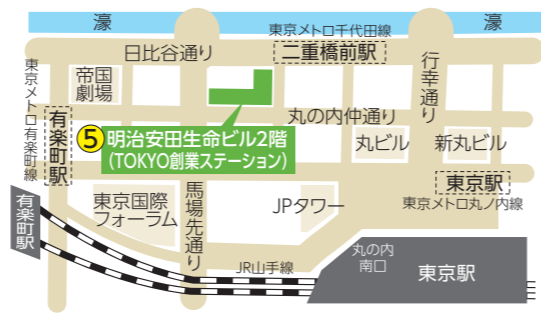 濠
東京メトロ千代田線
濠
日比谷通り
二重橋前駅
行幸通り
帝国
劇場
東京メトロ有楽町線
有楽町駅
丸の内仲通り
⑤
明治安田生命ビル2階
(TOKYO創業ステーション)
丸ビル
新丸ビル
東京駅
東京メトロ丸ノ内線
有楽町駅
東京国際
フォーラム
馬場先通り
JPタワー
JR山手線
丸の内
南口
東京駅